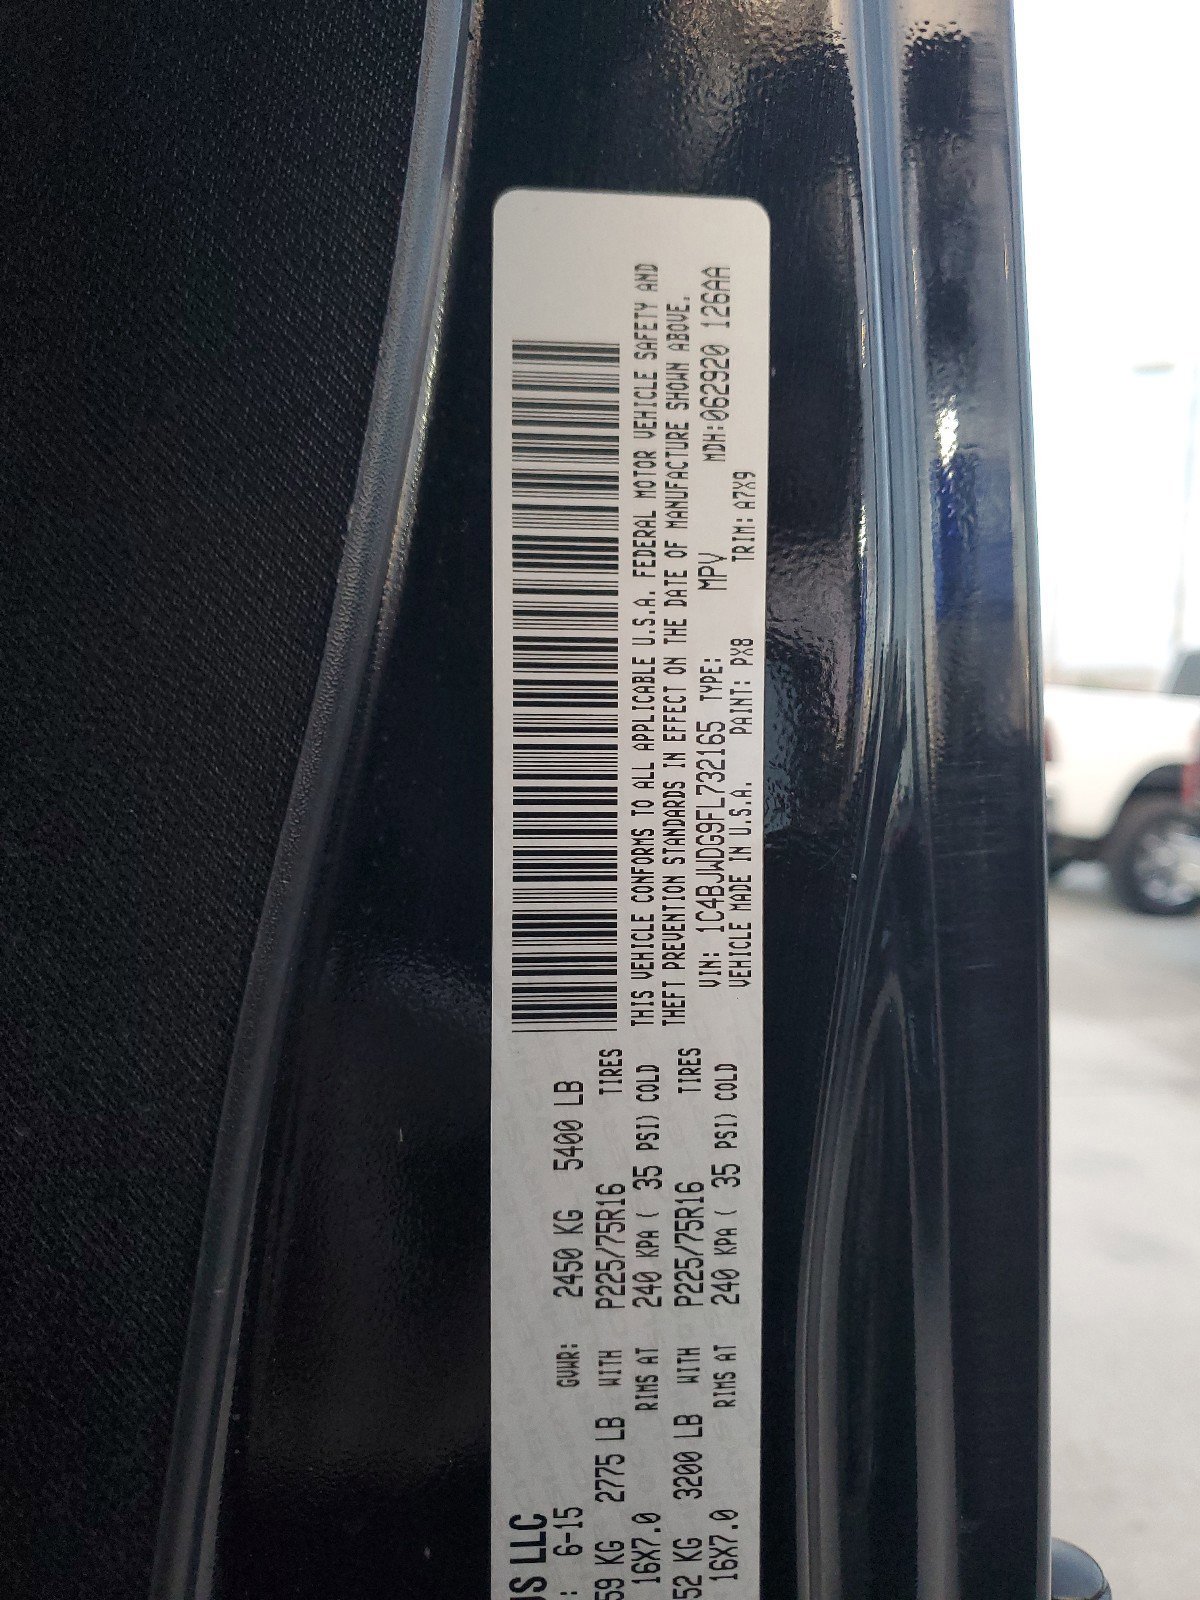 US LLC
: 6-15 GVWR: 2450 KG 5400 LB
59 KG 2775 LB WITH P225/75R16 TIRES
16X7.0 RIMS AT 240 KPA ( 35 PSI) COLD
52 KG 3200 LB WITH P225/75R16 TIRES
16X7.0 RIMS AT 240 KPA ( 35 PSI) COLD
THIS VEHICLE CONFORMS TO ALL APPLICABLE U.S.A. FEDERAL MOTOR VEHICLE SAFETY AND
THEFT PREVENTION STANDARDS IN EFFECT ON THE DATE OF MANUFACTURE SHOWN ABOVE.
VIN: 1C4BJWDG9FL732165 TYPE: MPV MDH:062920 126AA
VEHICLE MADE IN U.S.A. PAINT: PX8 TRIM: A7X9